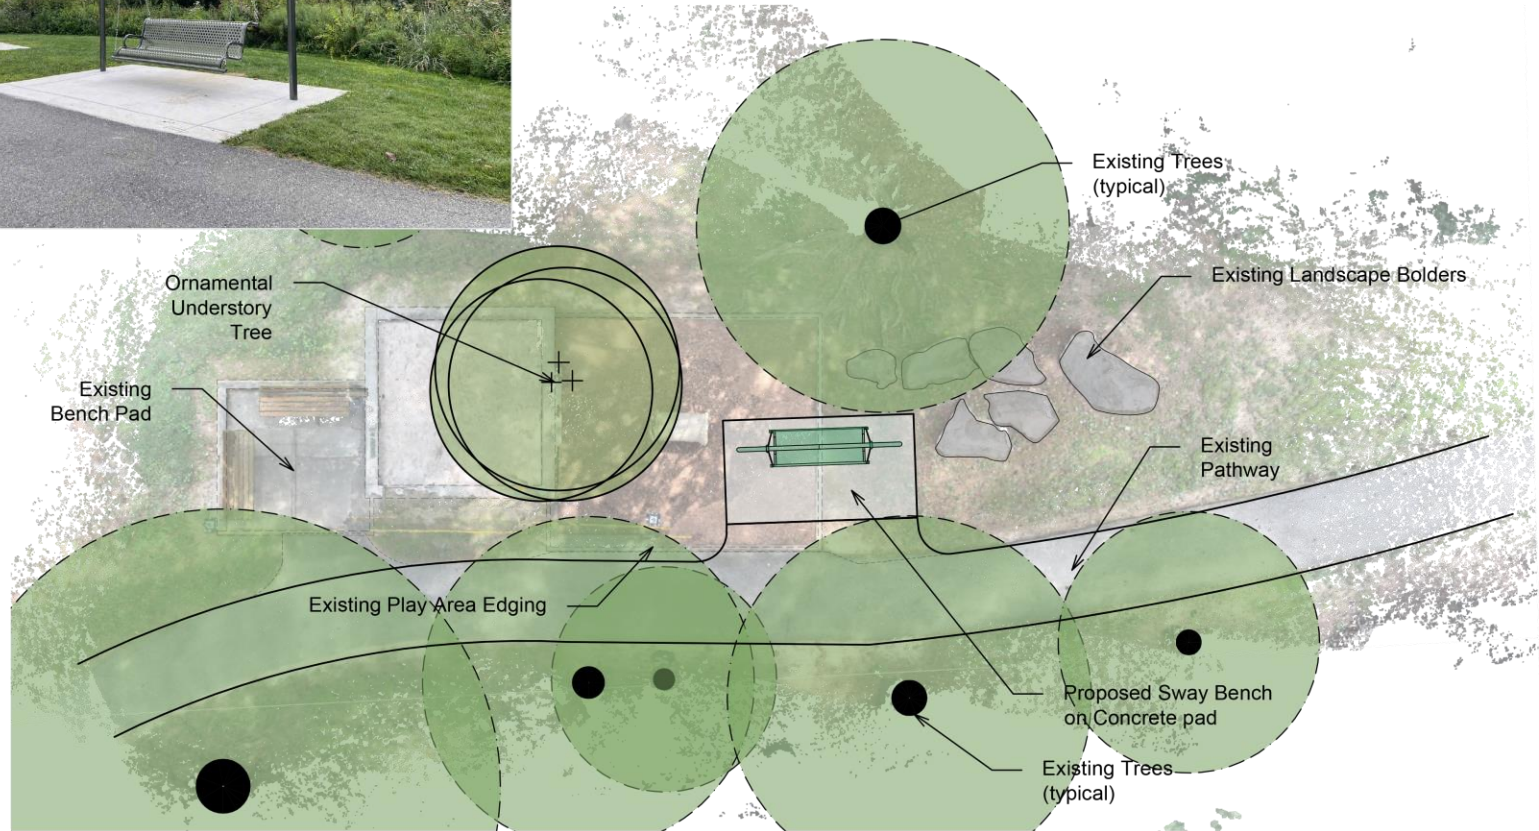 Existing Trees
(typical)
Existing Landscape Bolders
Ornamental
Understory
Tree
Existing
Bench Pad
Existing
Pathway
Existing Play Area Edging
Proposed Sway Bench
on Concrete pad
Existing Trees
(typical)